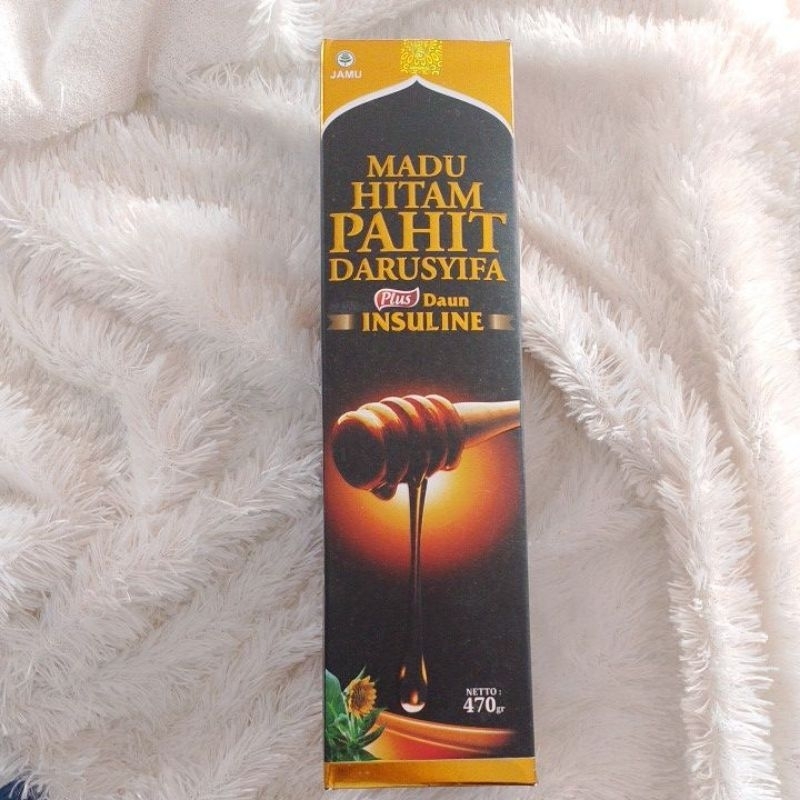 JAMU
MADU
HITAM
PAHIT
DARUSYIFA
Plus Daun
INSULINE
NETTO :
470gr